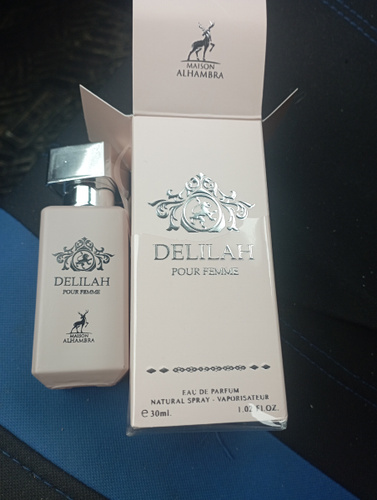 MAISON
ALHAMBRA
DELILAH
POUR FEMME
EAU DE PARFUM
NATURAL SPRAY - VAPORISATEUR
℮30ml. 1.02 FL.OZ.
DELILAH
POUR FEMME
MAISON
ALHAMBRA